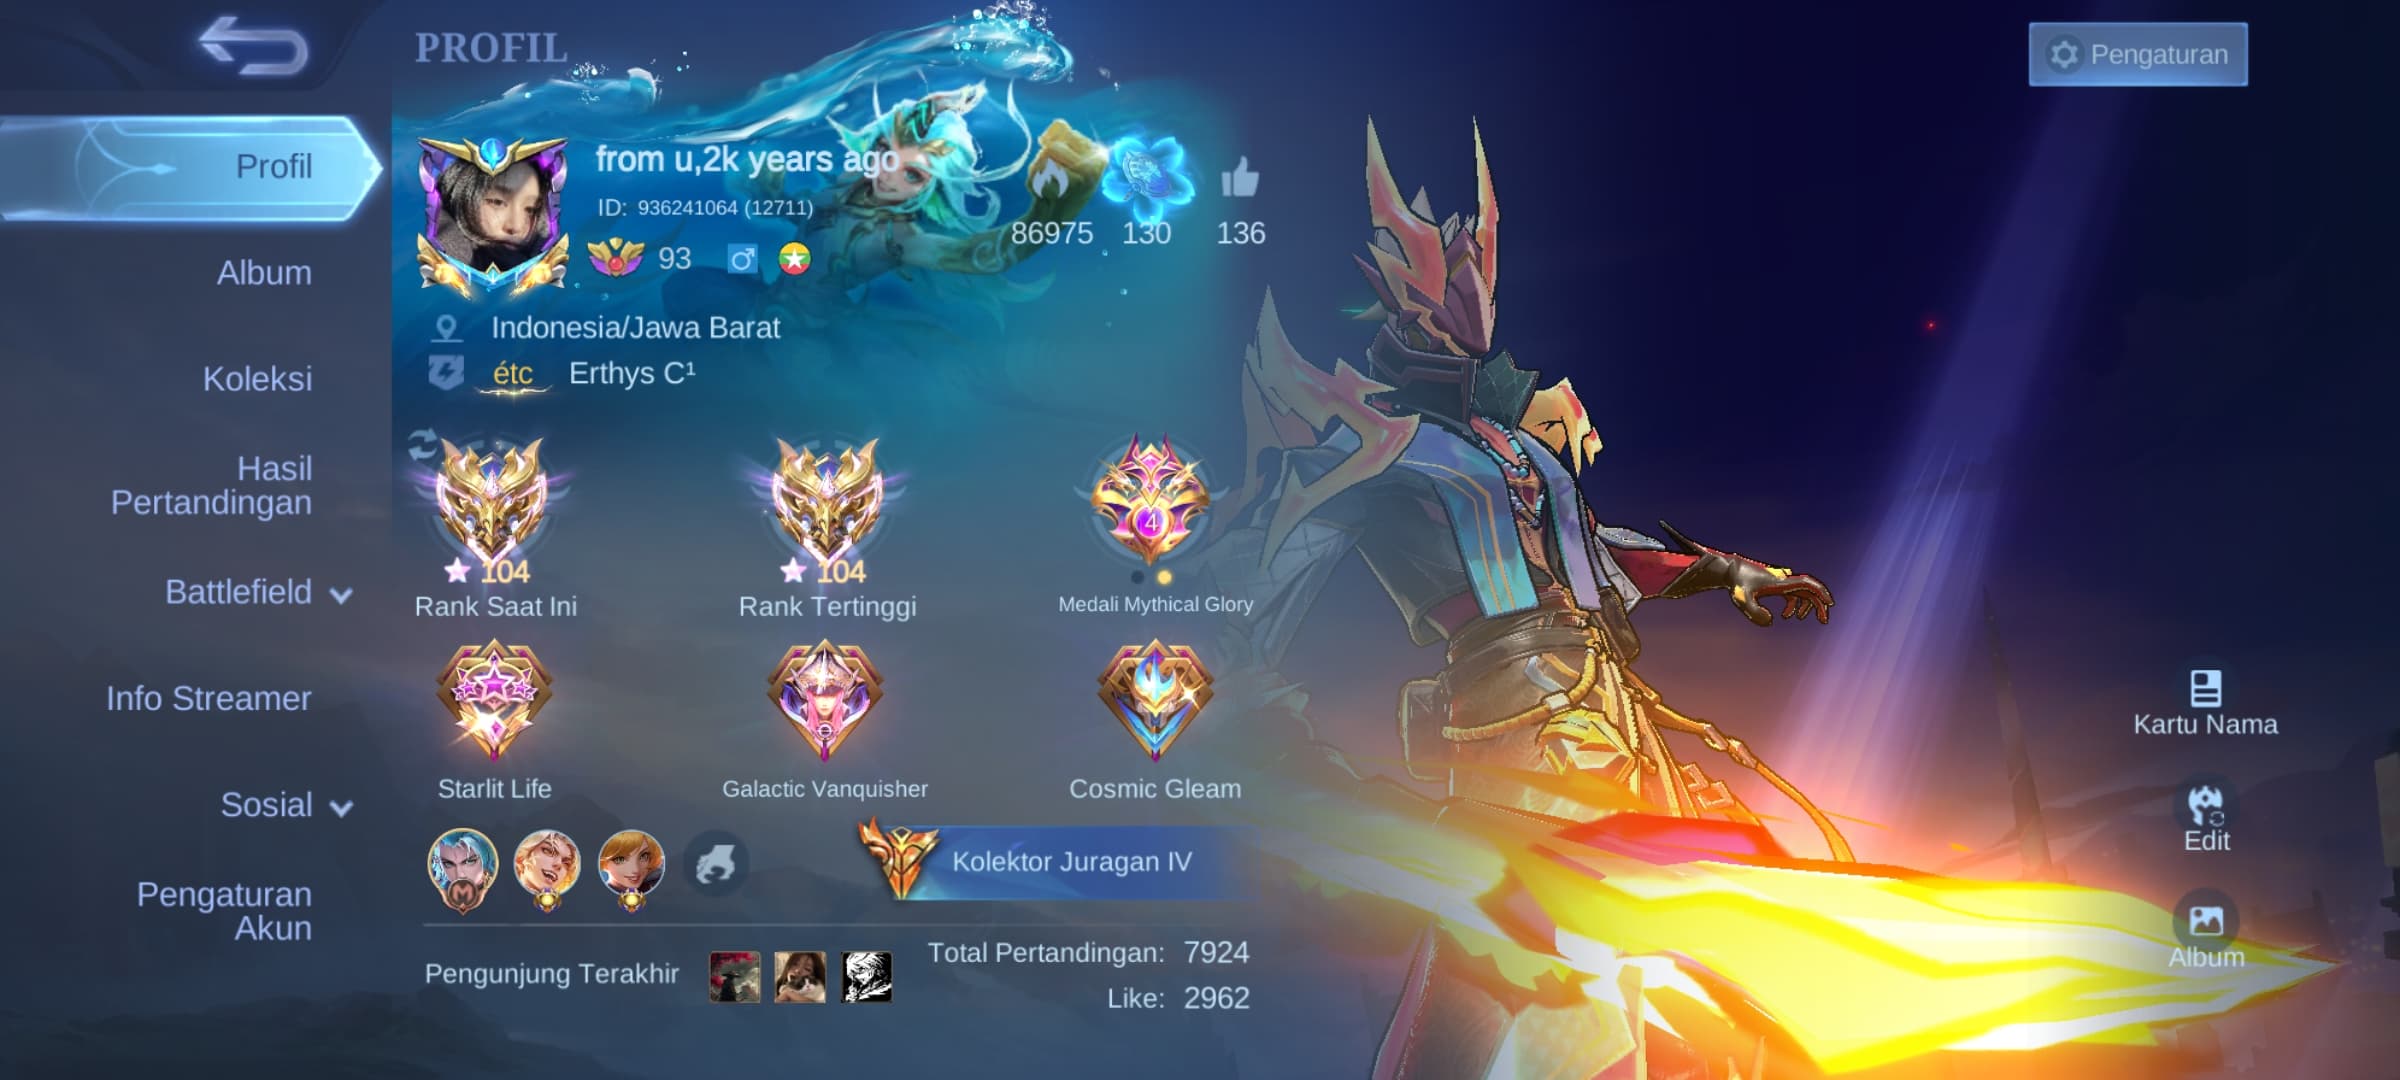 PROFIL
Pengaturan
Profil
Album
Koleksi
Hasil
Pertandingan
Battlefield
Info Streamer
Sosial
Pengaturan
Akun
from u,2k years ago
ID: 936241064 (12711)
93
86975
130
136
Indonesia/Jawa Barat
étc Erthys C¹
104
Rank Saat Ini
104
Rank Tertinggi
4
Medali Mythical Glory
Starlit Life
Galactic Vanquisher
Cosmic Gleam
M
Kolektor Juragan IV
Pengunjung Terakhir
Total Pertandingan: 7924
Like: 2962
Kartu Nama
Edit
Album